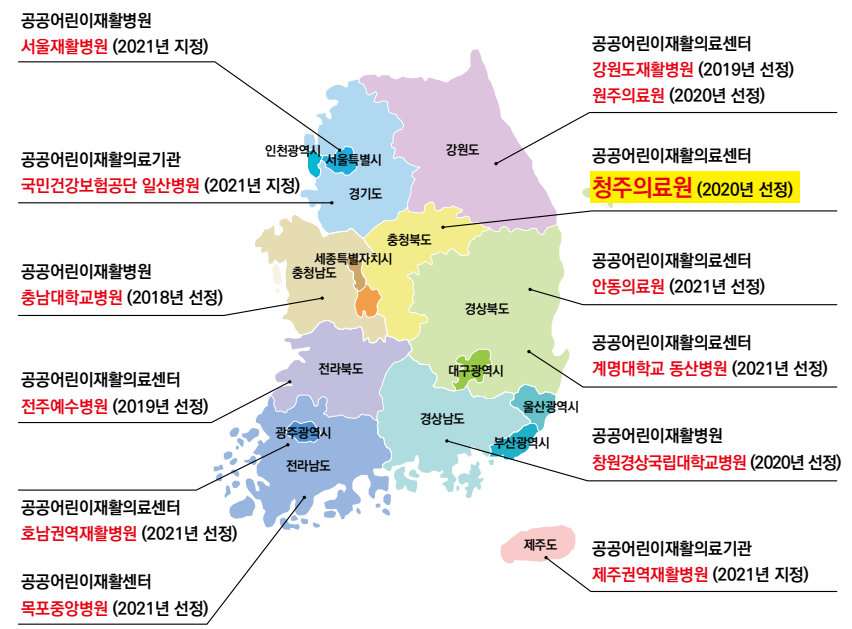 공공어린이재활병원
서울재활병원 (2021년 지정)
공공어린이재활의료기관
국민건강보험공단 일산병원 (2021년 지정)
공공어린이재활병원
충남대학교병원 (2018년 선정)
공공어린이재활의료센터
전주예수병원 (2019년 선정)
공공어린이재활의료센터
호남권역재활병원 (2021년 선정)
공공어린이재활센터
목포중앙병원 (2021년 선정)
인천광역시
서울특별시
경기도
강원도
충청북도
세종특별자치시
충청남도
경상북도
전라북도
대구광역시
울산광역시
경상남도
광주광역시
부산광역시
전라남도
제주도
공공어린이재활의료센터
강원도재활병원 (2019년 선정)
원주의료원 (2020년 선정)
공공어린이재활의료센터
청주의료원 (2020년 선정)
공공어린이재활의료센터
안동의료원 (2021년 선정)
공공어린이재활의료센터
계명대학교 동산병원 (2021년 선정)
공공어린이재활병원
창원경상국립대학교병원 (2020년 선정)
공공어린이재활의료기관
제주권역재활병원 (2021년 지정)